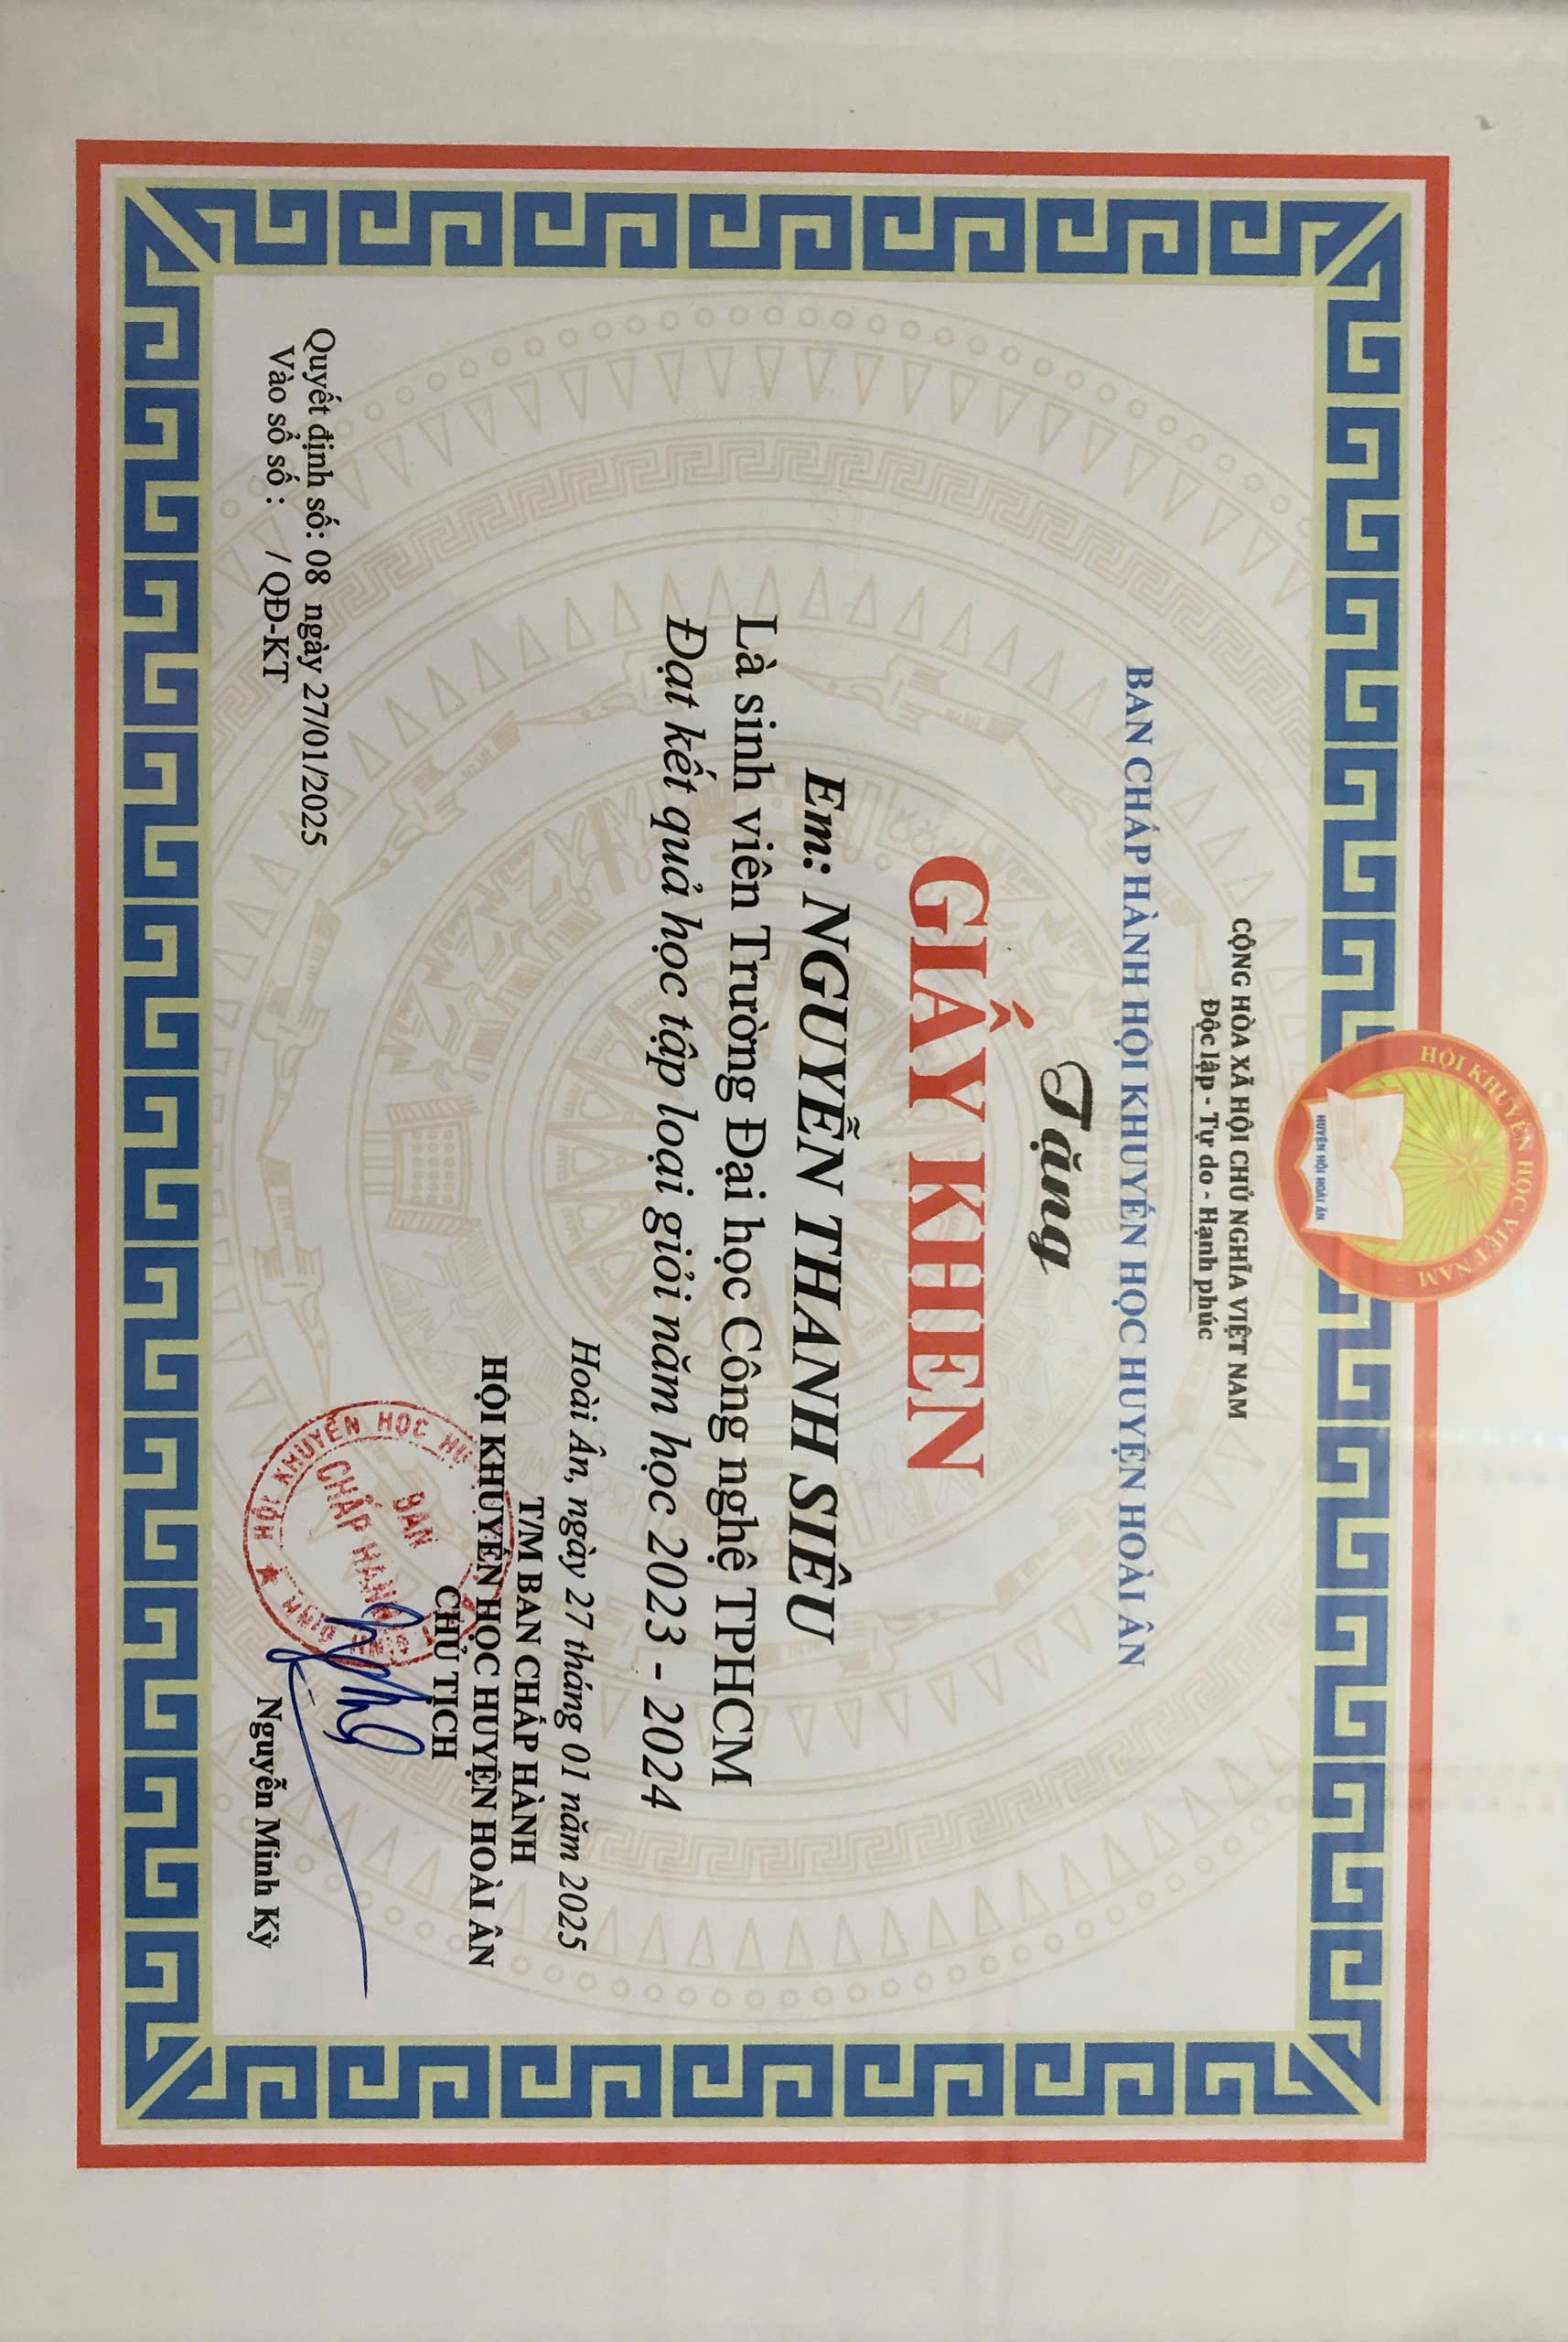 HỘI KHUYẾN HỌC VIỆT NAM
HUYỆN HỘI HOÀI ÂN
CỘNG HÒA XÃ HỘI CHỦ NGHĨA VIỆT NAM
Độc lập - Tự do - Hạnh phúc
BAN CHẤP HÀNH HỘI KHUYẾN HỌC HUYỆN HOÀI ÂN
Tặng
GIẤY KHEN
Em: NGUYỄN THANH SIÊU
Là sinh viên Trường Đại học Công nghệ TPHCM
Đạt kết quả học tập loại giỏi năm học 2023 - 2024
Hoài Ân, ngày 27 tháng 01 năm 2025
T/M BAN CHẤP HÀNH
HỘI KHUYẾN HỌC HUYỆN HOÀI ÂN
CHỦ TỊCH
BAN
CHẤP HÀNH
HỘI KHUYẾN HỌC
Quyết định số: 08 ngày 27/01/2025
Vào sổ số : / QĐ-KT
Nguyễn Minh Kỳ